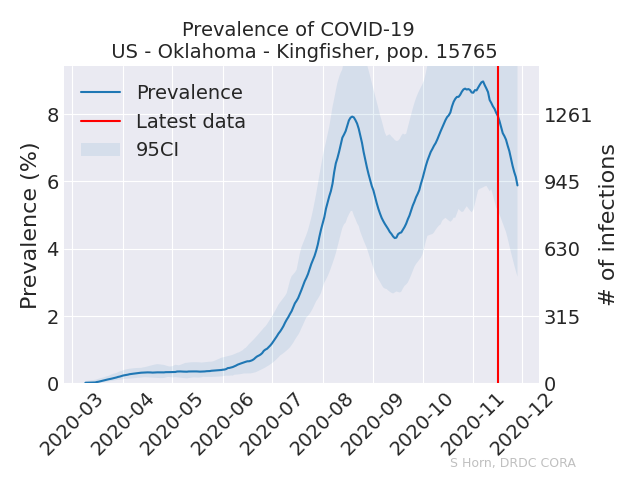 Prevalence of COVID-19
US - Oklahoma - Kingfisher, pop. 15765
Prevalence
Latest data
95CI
Prevalence (%)
8
6
4
2
0
1261
945
630
315
0
# of infections
2020-03
2020-04
2020-05
2020-06
2020-07
2020-08
2020-09
2020-10
2020-11
2020-12
S Horn, DRDC CORA